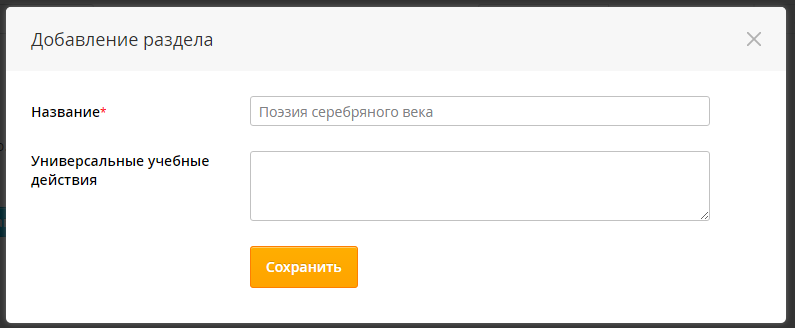 Добавление раздела
Название*
Поэзия серебряного века
Универсальные учебные
действия
Сохранить